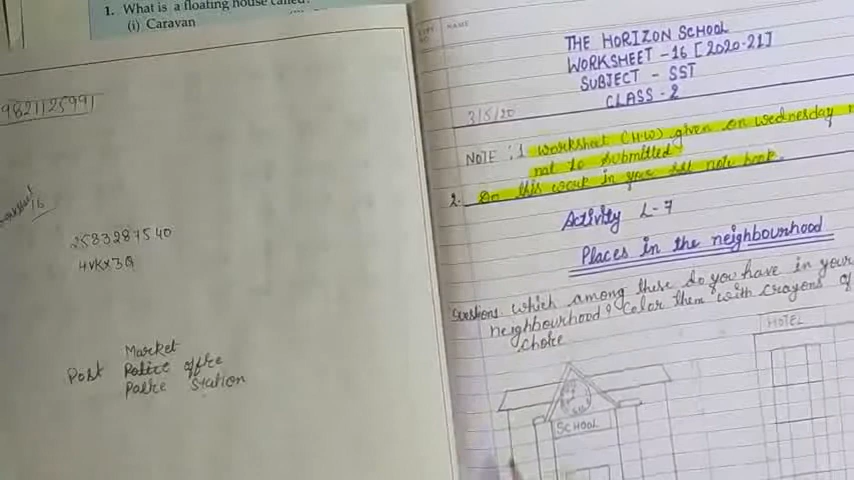 1. What is a floating house called?
(i) Caravan
9821125991
2583287540
4VKX3Q
Market
Post Police office
Police Station
NAME
THE HORIZON SCHOOL
WORKSHEET - 16 [2020-21]
SUBJECT - SST
CLASS - 2
3/5/20
NOTE : 1 worksheet (H.W) given on wednesday
not to submitted
2. Do this work in your SST note book.
Activity L-7
Places in the neighbourhood
Questions which among these do you have in your
neighbourhood? Color them with crayons of
choice
HOTEL
SCHOOL